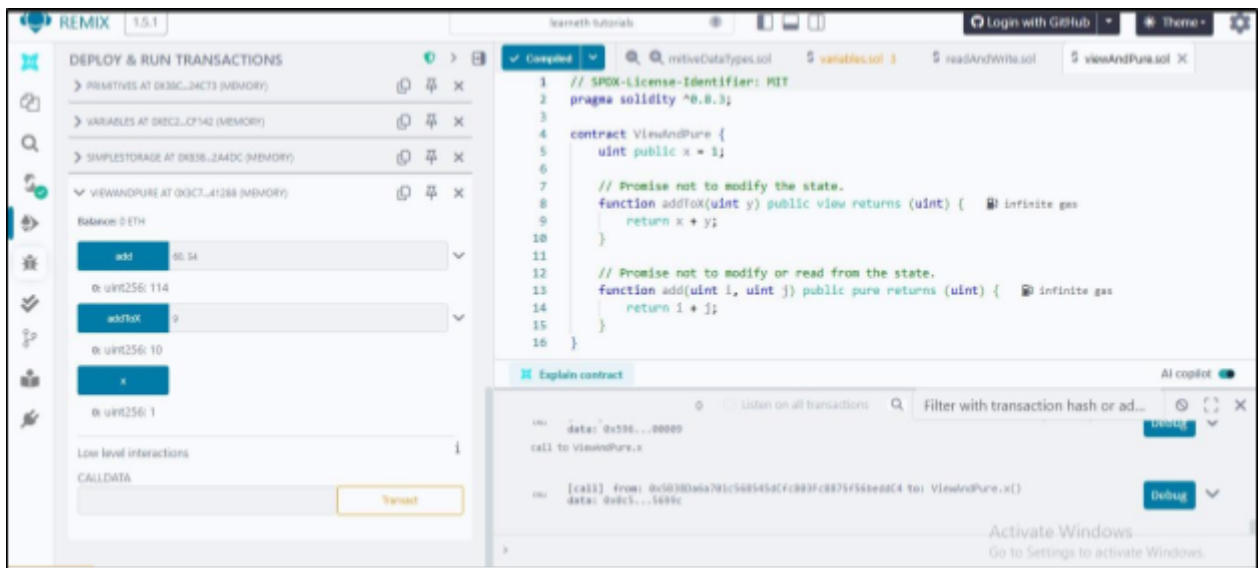 REMIX 1.5.1
learneth tutorials
Login with GitHub
Theme
DEPLOY & RUN TRANSACTIONS
PRIMITIVES AT (MEMORY)
VARIABLES AT (MEMORY)
SIMPLESTORAGE AT (MEMORY)
VIEWANDPURE AT (MEMORY)
Balance: 0 ETH
add 60, 54
0: uint256: 114
addToX 9
0: uint256: 10
x
0: uint256: 1
Low level interactions
CALLDATA
Transact
Compiled
mitiveDataTypes.sol
variables.sol 3
readAndWrite.sol
viewAndPure.sol
1 // SPDX-License-Identifier: MIT
2 pragma solidity ^0.8.3;
3
4 contract ViewAndPure {
5 uint public x = 1;
6
7 // Promise not to modify the state.
8 function addToX(uint y) public view returns (uint) { infinite gas
9 return x + y;
10 }
11
12 // Promise not to modify or read from the state.
13 function add(uint i, uint j) public pure returns (uint) { infinite gas
14 return i + j;
15 }
16 }
Explain contract
AI copilot
0 Listen on all transactions
Filter with transaction hash or ad...
data: 0x596...00009
Debug
call to ViewAndPure.x
[call] from: to: ViewAndPure.x()
data: 0x0c5...5699c
Debug
Activate Windows
Go to Settings to activate Windows.